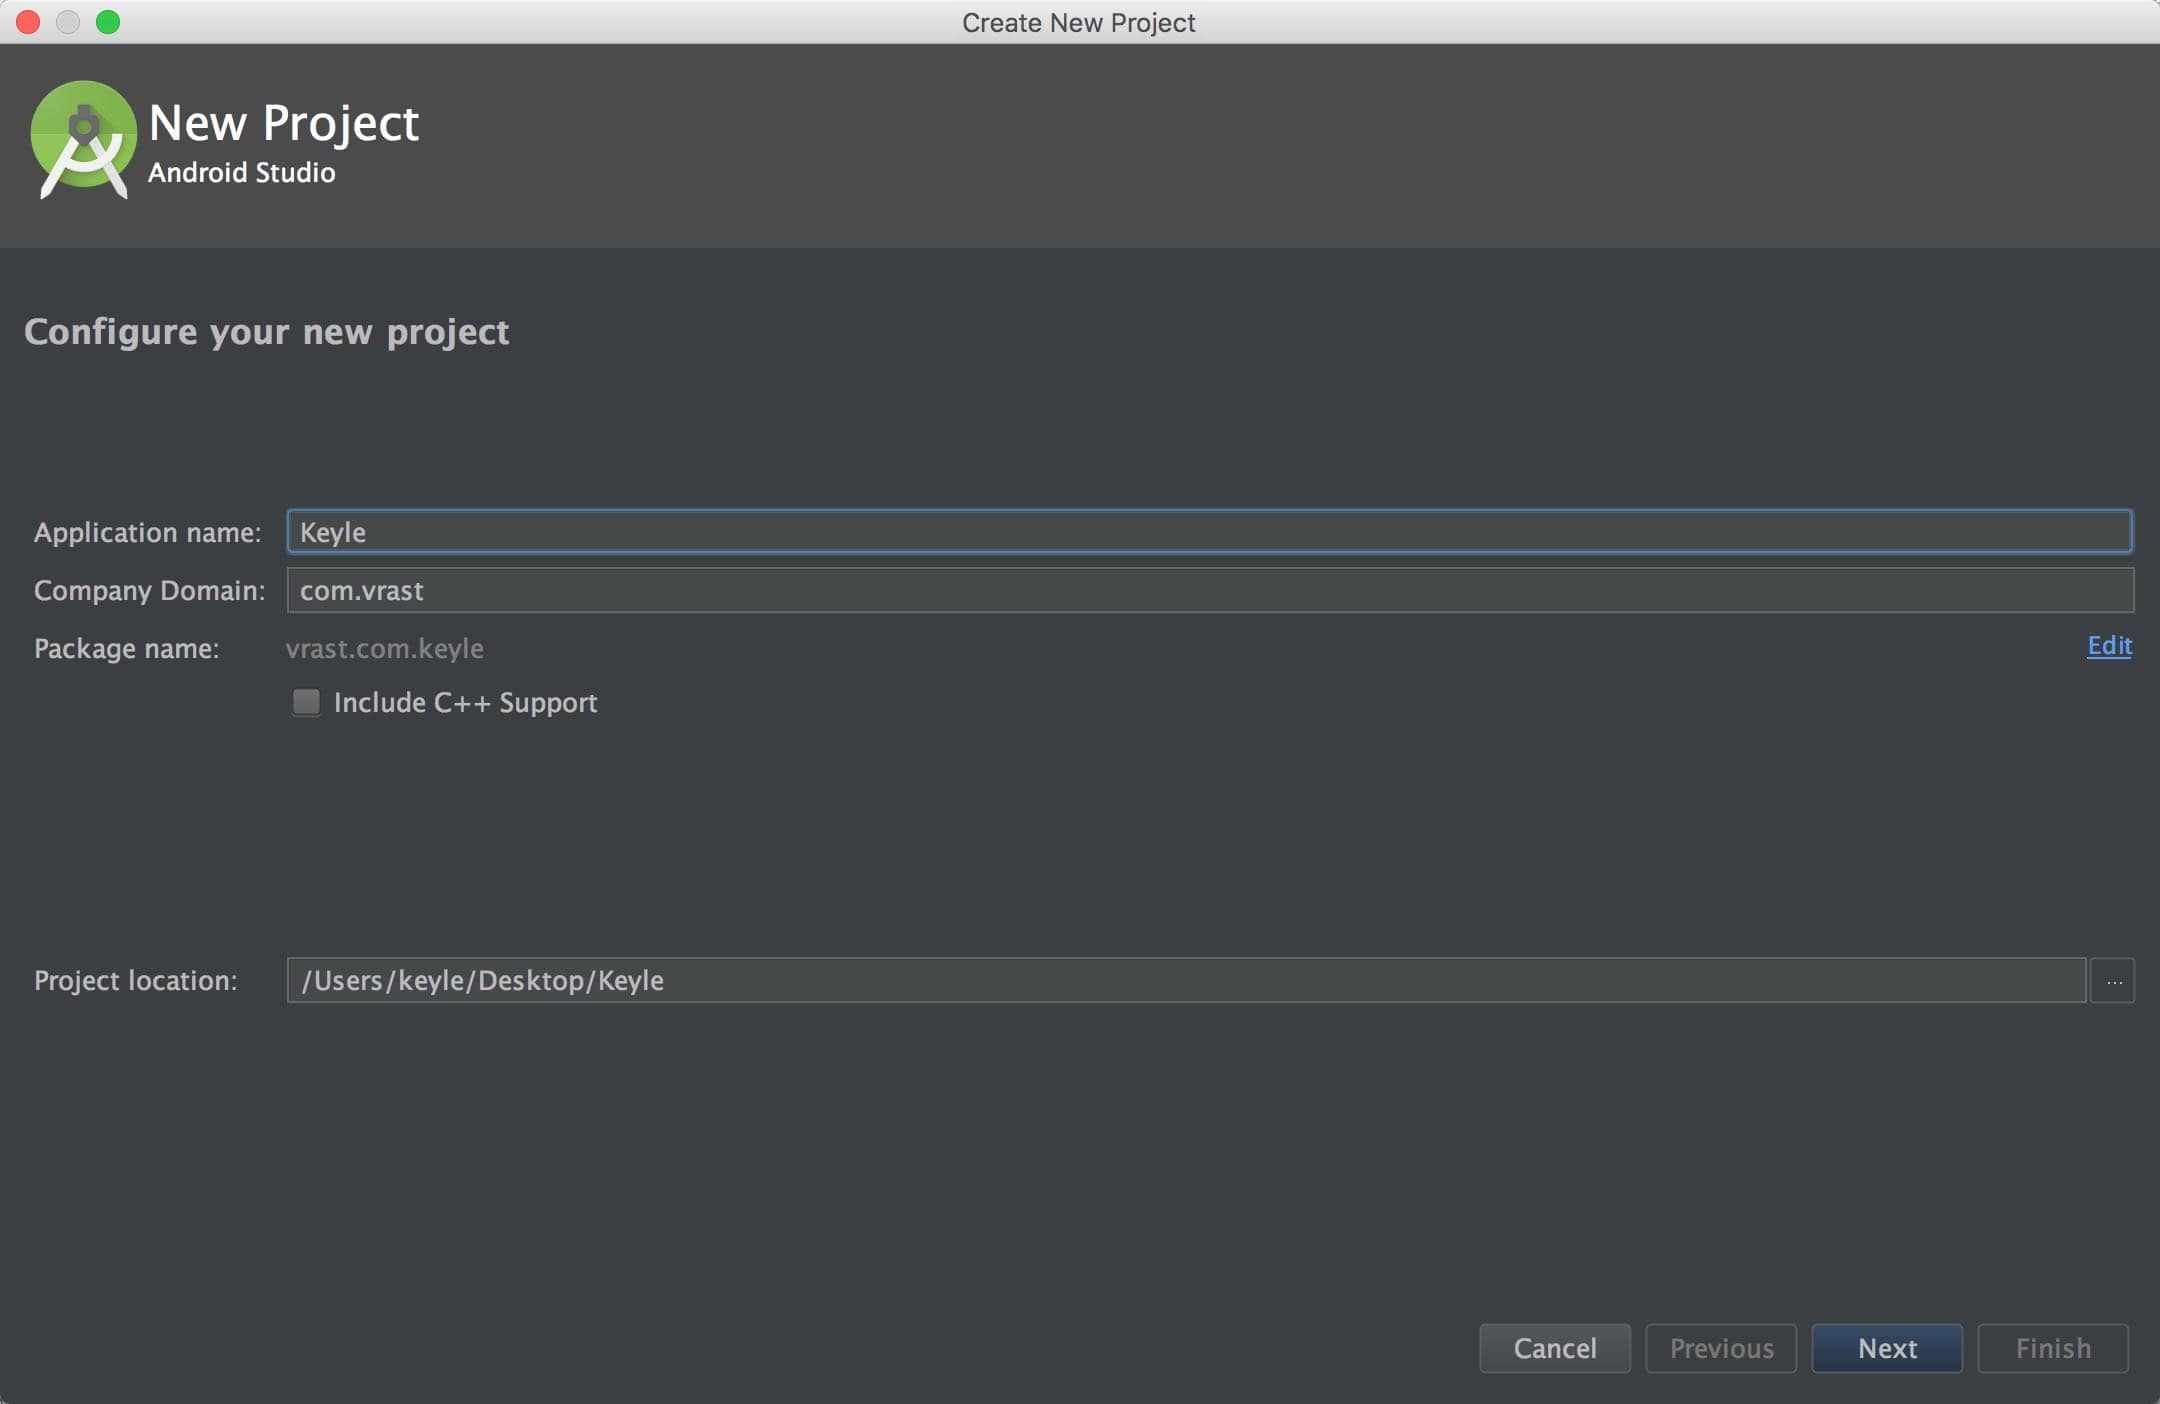 Create New Project
New Project
Android Studio
Configure your new project
Application name: Keyle
Company Domain: com.vrast
Package name: vrast.com.keyle Edit
Include C++ Support
Project location: /Users/keyle/Desktop/Keyle ...
Cancel Previous Next Finish